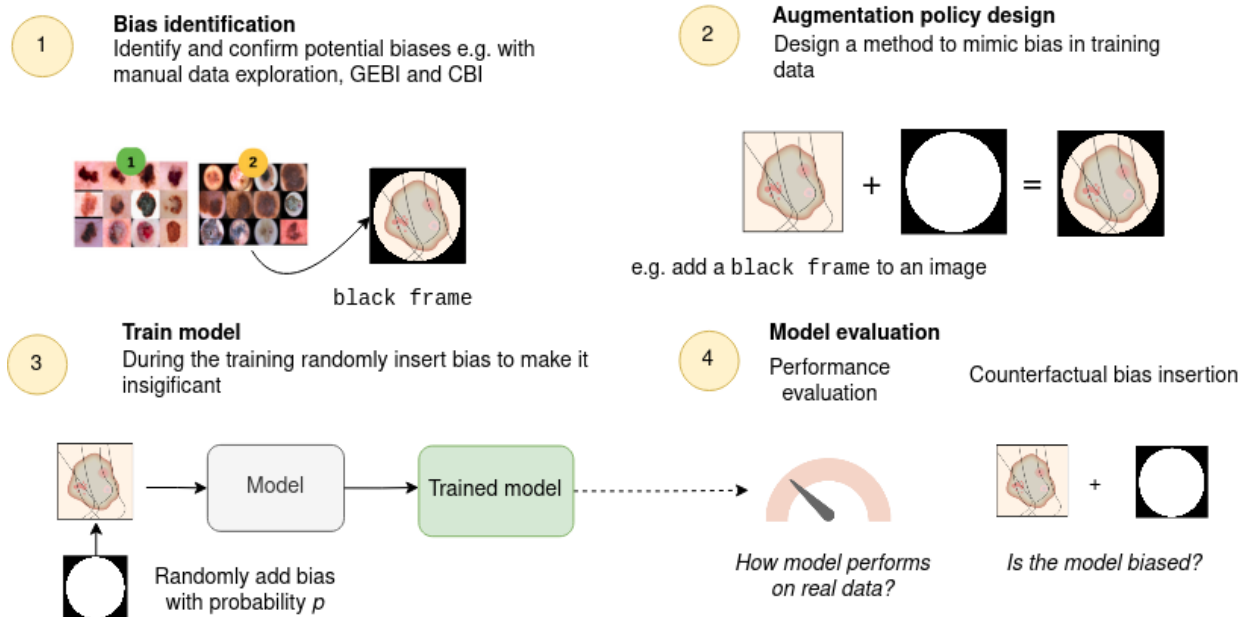 1
Bias identification
Identify and confirm potential biases e.g. with
manual data exploration, GEBI and CBI
1
2
black frame
2
Augmentation policy design
Design a method to mimic bias in training
data
+
=
e.g. add a black frame to an image
3
Train model
During the training randomly insert bias to make it
insigificant
Model
Trained model
Randomly add bias
with probability p
4
Model evaluation
Performance
evaluation
Counterfactual bias insertion
+
How model performs
on real data?
Is the model biased?